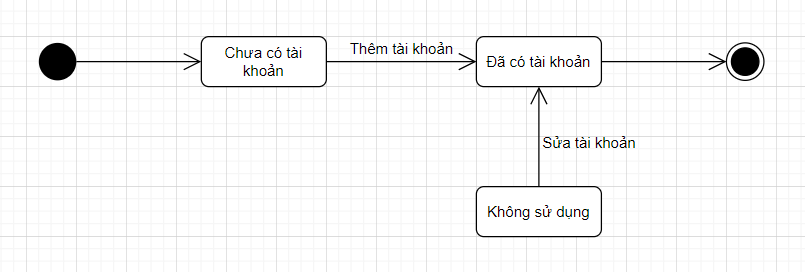 Chưa có tài
khoản
Thêm tài khoản
Đã có tài khoản
Sửa tài khoản
Không sử dụng